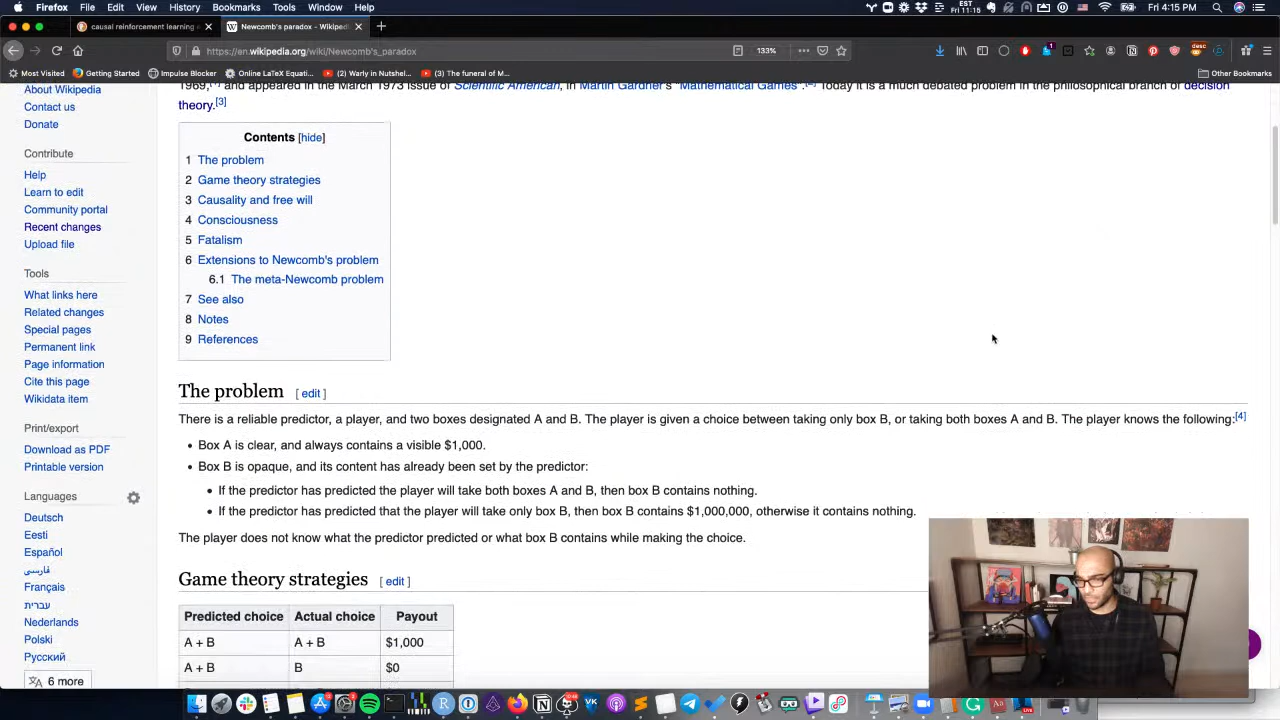 Firefox File Edit View History Bookmarks Tools Window Help
EST
Fri 11:15
Fri 4:15 PM
causal reinforcement learning
Newcomb's paradox - Wikipedia
https://en.wikipedia.org/wiki/Newcomb's_paradox
133%
Most Visited Getting Started Impulse Blocker Online LaTeX Equati... (2) Warly in Nutshel... (3) The funeral of M... Other Bookmarks
1969,[1] and appeared in the March 1973 issue of Scientific American, in Martin Gardner's "Mathematical Games".[2] Today it is a much debated problem in the philosophical branch of decision
theory.[3]
About Wikipedia
Contact us
Donate
Contribute
Help
Learn to edit
Community portal
Recent changes
Upload file
Tools
What links here
Related changes
Special pages
Permanent link
Page information
Cite this page
Wikidata item
Print/export
Download as PDF
Printable version
Languages
Deutsch
Eesti
Español
فارسی
Français
עברית
Nederlands
Polski
Русский
6 more
Contents [hide]
1 The problem
2 Game theory strategies
3 Causality and free will
4 Consciousness
5 Fatalism
6 Extensions to Newcomb's problem
6.1 The meta-Newcomb problem
7 See also
8 Notes
9 References
The problem [ edit ]
There is a reliable predictor, a player, and two boxes designated A and B. The player is given a choice between taking only box B, or taking both boxes A and B. The player knows the following:[4]
• Box A is clear, and always contains a visible $1,000.
• Box B is opaque, and its content has already been set by the predictor:
• If the predictor has predicted the player will take both boxes A and B, then box B contains nothing.
• If the predictor has predicted that the player will take only box B, then box B contains $1,000,000, otherwise it contains nothing.
The player does not know what the predictor predicted or what box B contains while making the choice.
Game theory strategies [ edit ]
Predicted choice Actual choice Payout
A + B A + B $1,000
A + B B $0